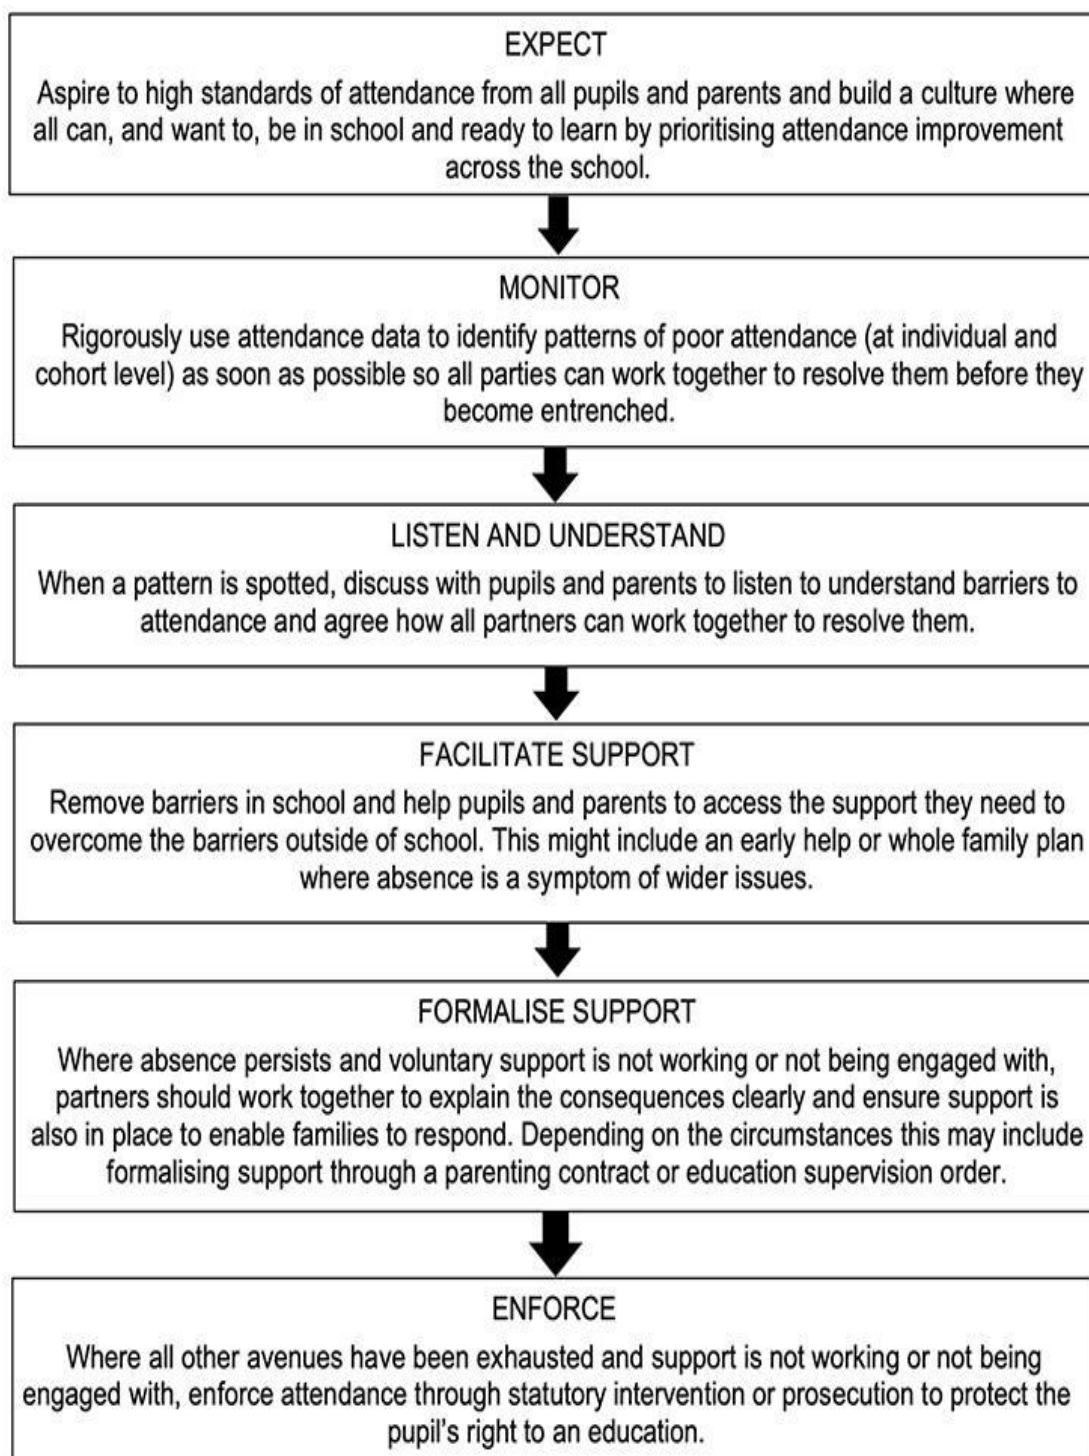 EXPECT
Aspire to high standards of attendance from all pupils and parents and build a culture where
all can, and want to, be in school and ready to learn by prioritising attendance improvement
across the school.
MONITOR
Rigorously use attendance data to identify patterns of poor attendance (at individual and
cohort level) as soon as possible so all parties can work together to resolve them before they
become entrenched.
LISTEN AND UNDERSTAND
When a pattern is spotted, discuss with pupils and parents to listen to understand barriers to
attendance and agree how all partners can work together to resolve them.
FACILITATE SUPPORT
Remove barriers in school and help pupils and parents to access the support they need to
overcome the barriers outside of school. This might include an early help or whole family plan
where absence is a symptom of wider issues.
FORMALISE SUPPORT
Where absence persists and voluntary support is not working or not being engaged with,
partners should work together to explain the consequences clearly and ensure support is
also in place to enable families to respond. Depending on the circumstances this may include
formalising support through a parenting contract or education supervision order.
ENFORCE
Where all other avenues have been exhausted and support is not working or not being
engaged with, enforce attendance through statutory intervention or prosecution to protect the
pupil's right to an education.